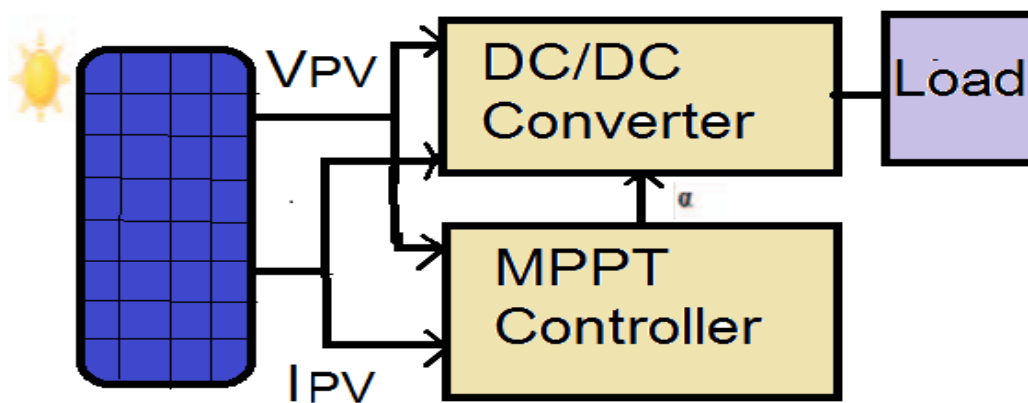 VPV
DC/DC
Converter
Load
α
MPPT
Controller
IPV